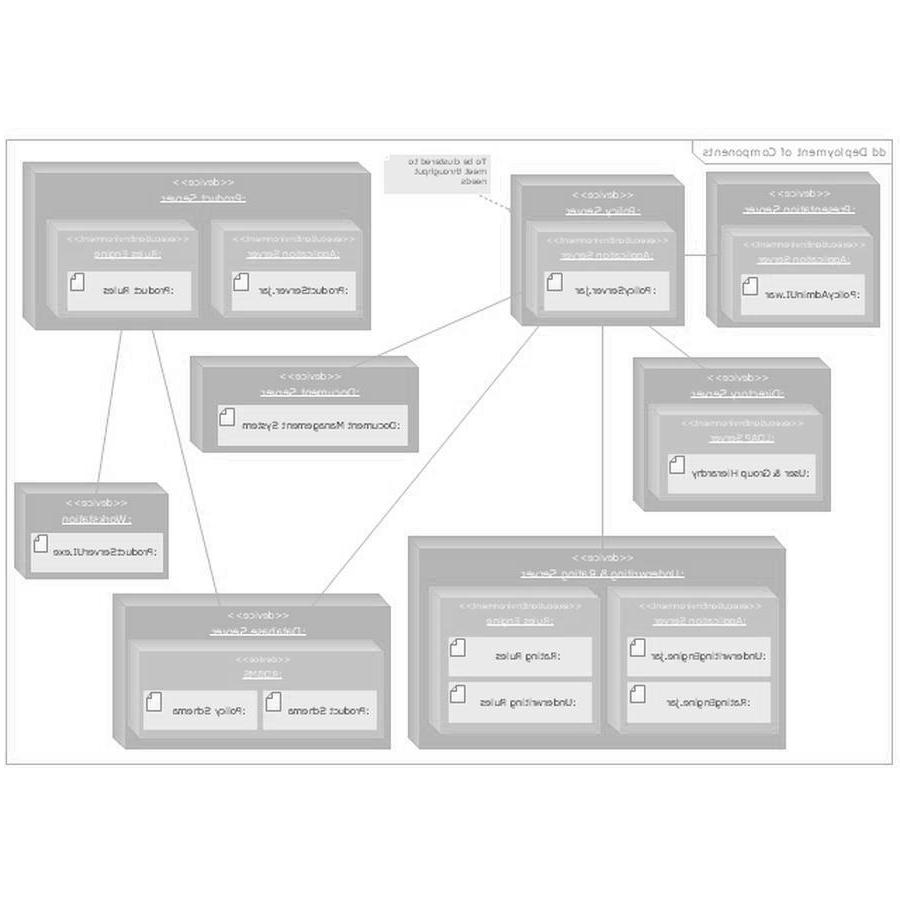 dd Deployment of Components
To be clustered to
meet throughput
needs
<<device>>
:Presentation Server
<<executionEnvironment>>
:Application Server
:PolicyAdminUI.war
<<device>>
:Policy Server
<<executionEnvironment>>
:Application Server
:PolicyServer.jar
<<device>>
:Product Server
<<executionEnvironment>>
:Application Server
:ProductServer.jar
<<executionEnvironment>>
:Rules Engine
:Product Rules
<<device>>
:Directory Server
<<executionEnvironment>>
:LDAP Server
:User & Group Hierarchy
<<device>>
:Document Server
:Document Management System
<<device>>
:Workstation
:ProductServerUI.exe
<<device>>
:Underwriting & Rating Server
<<executionEnvironment>>
:Application Server
:UnderwritingEngine.jar
:RatingEngine.jar
<<executionEnvironment>>
:Rules Engine
:Rating Rules
:Underwriting Rules
<<device>>
:Database Server
<<device>>
:RDBMS
:Product Schema
:Policy Schema